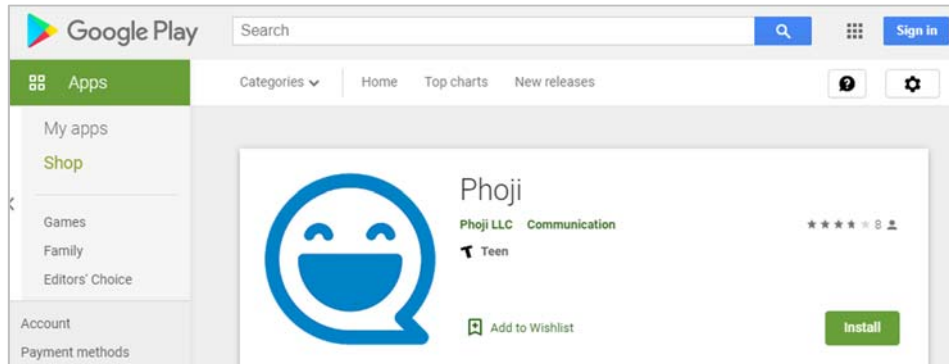 Google Play
Search
Sign in
Apps
Categories
Home
Top charts
New releases
My apps
Shop
Games
Family
Editors' Choice
Account
Payment methods
Phoji
Phoji LLC Communication
8
T Teen
Add to Wishlist
Install